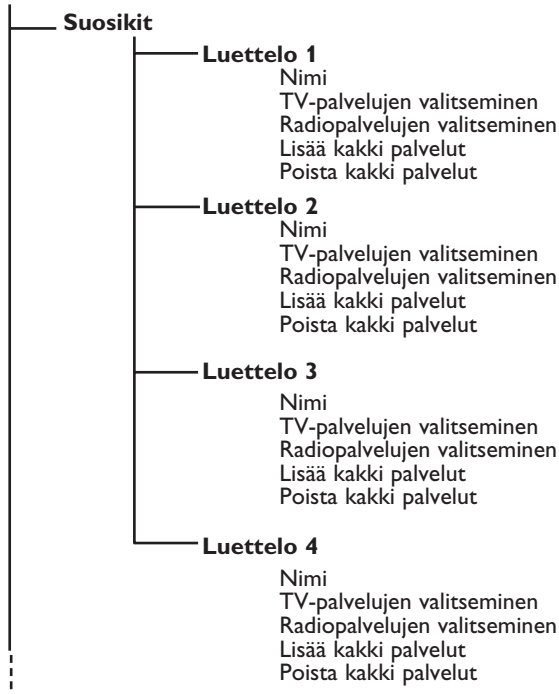 Suosikit
Luettelo 1
Nimi
TV-palvelujen valitseminen
Radiopalvelujen valitseminen
Lisää kakki palvelut
Poista kakki palvelut
Luettelo 2
Nimi
TV-palvelujen valitseminen
Radiopalvelujen valitseminen
Lisää kakki palvelut
Poista kakki palvelut
Luettelo 3
Nimi
TV-palvelujen valitseminen
Radiopalvelujen valitseminen
Lisää kakki palvelut
Poista kakki palvelut
Luettelo 4
Nimi
TV-palvelujen valitseminen
Radiopalvelujen valitseminen
Lisää kakki palvelut
Poista kakki palvelut